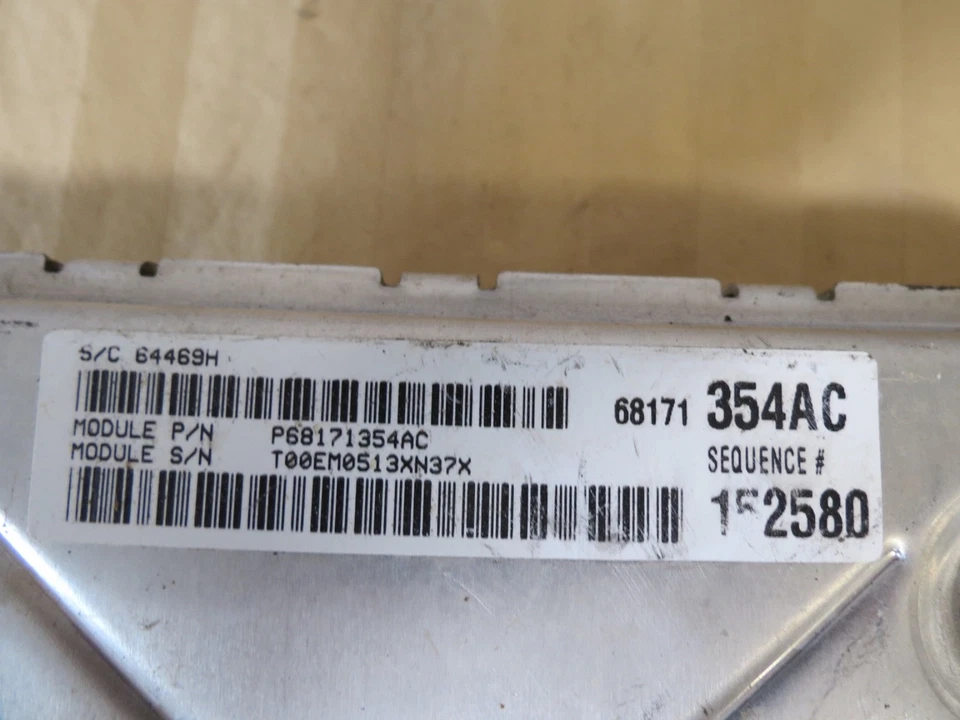 S/C 64469H
68171 354AC
MODULE P/N P68171354AC
MODULE S/N T00EM0513XN37X
SEQUENCE #